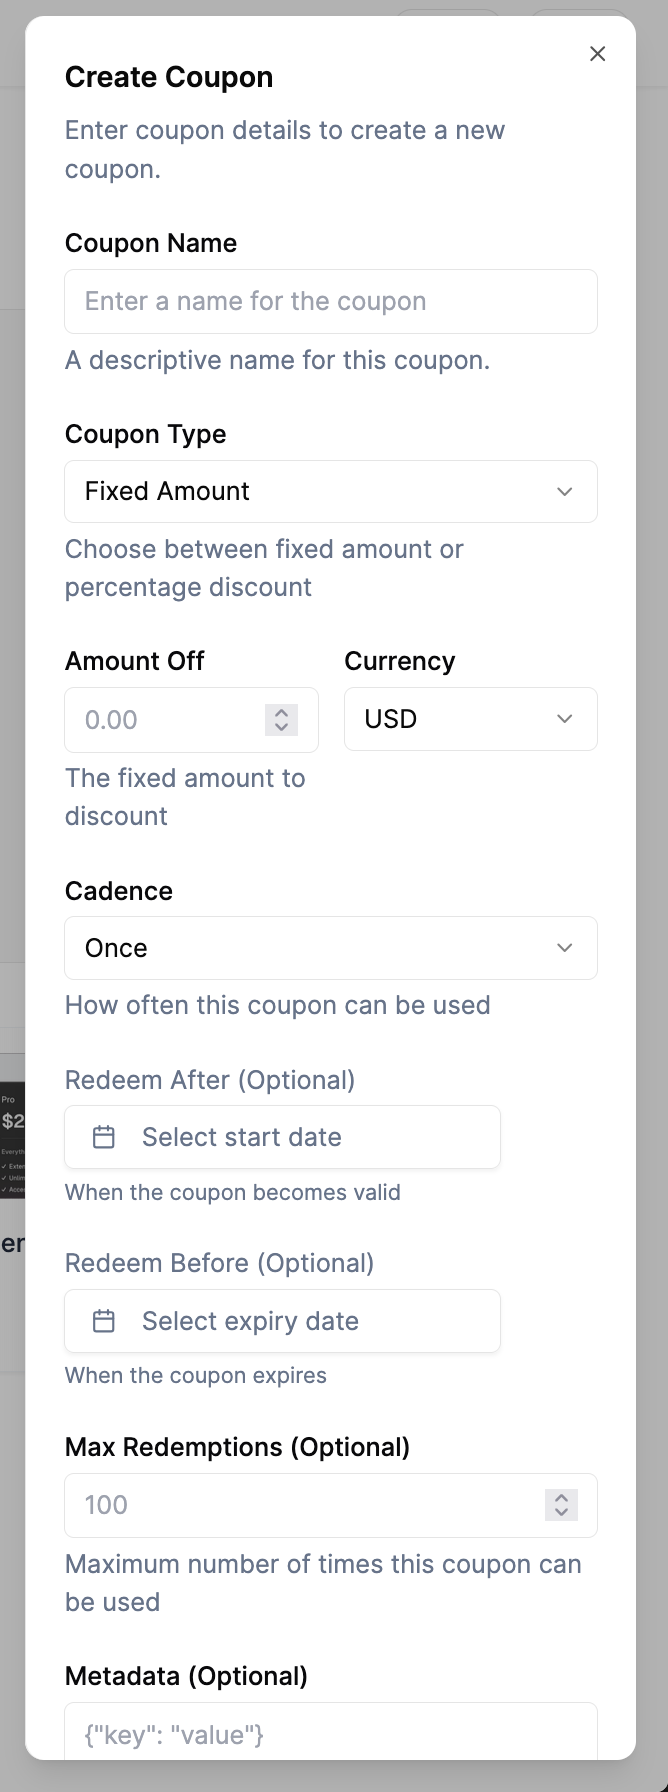 Create Coupon
Enter coupon details to create a new
coupon.
Coupon Name
Enter a name for the coupon
A descriptive name for this coupon.
Coupon Type
Fixed Amount
Choose between fixed amount or
percentage discount
Amount Off
Currency
0.00
USD
The fixed amount to
discount
Cadence
Once
How often this coupon can be used
Redeem After (Optional)
Select start date
When the coupon becomes valid
Redeem Before (Optional)
Select expiry date
When the coupon expires
Max Redemptions (Optional)
100
Maximum number of times this coupon can
be used
Metadata (Optional)
{"key": "value"}
Pro
$2